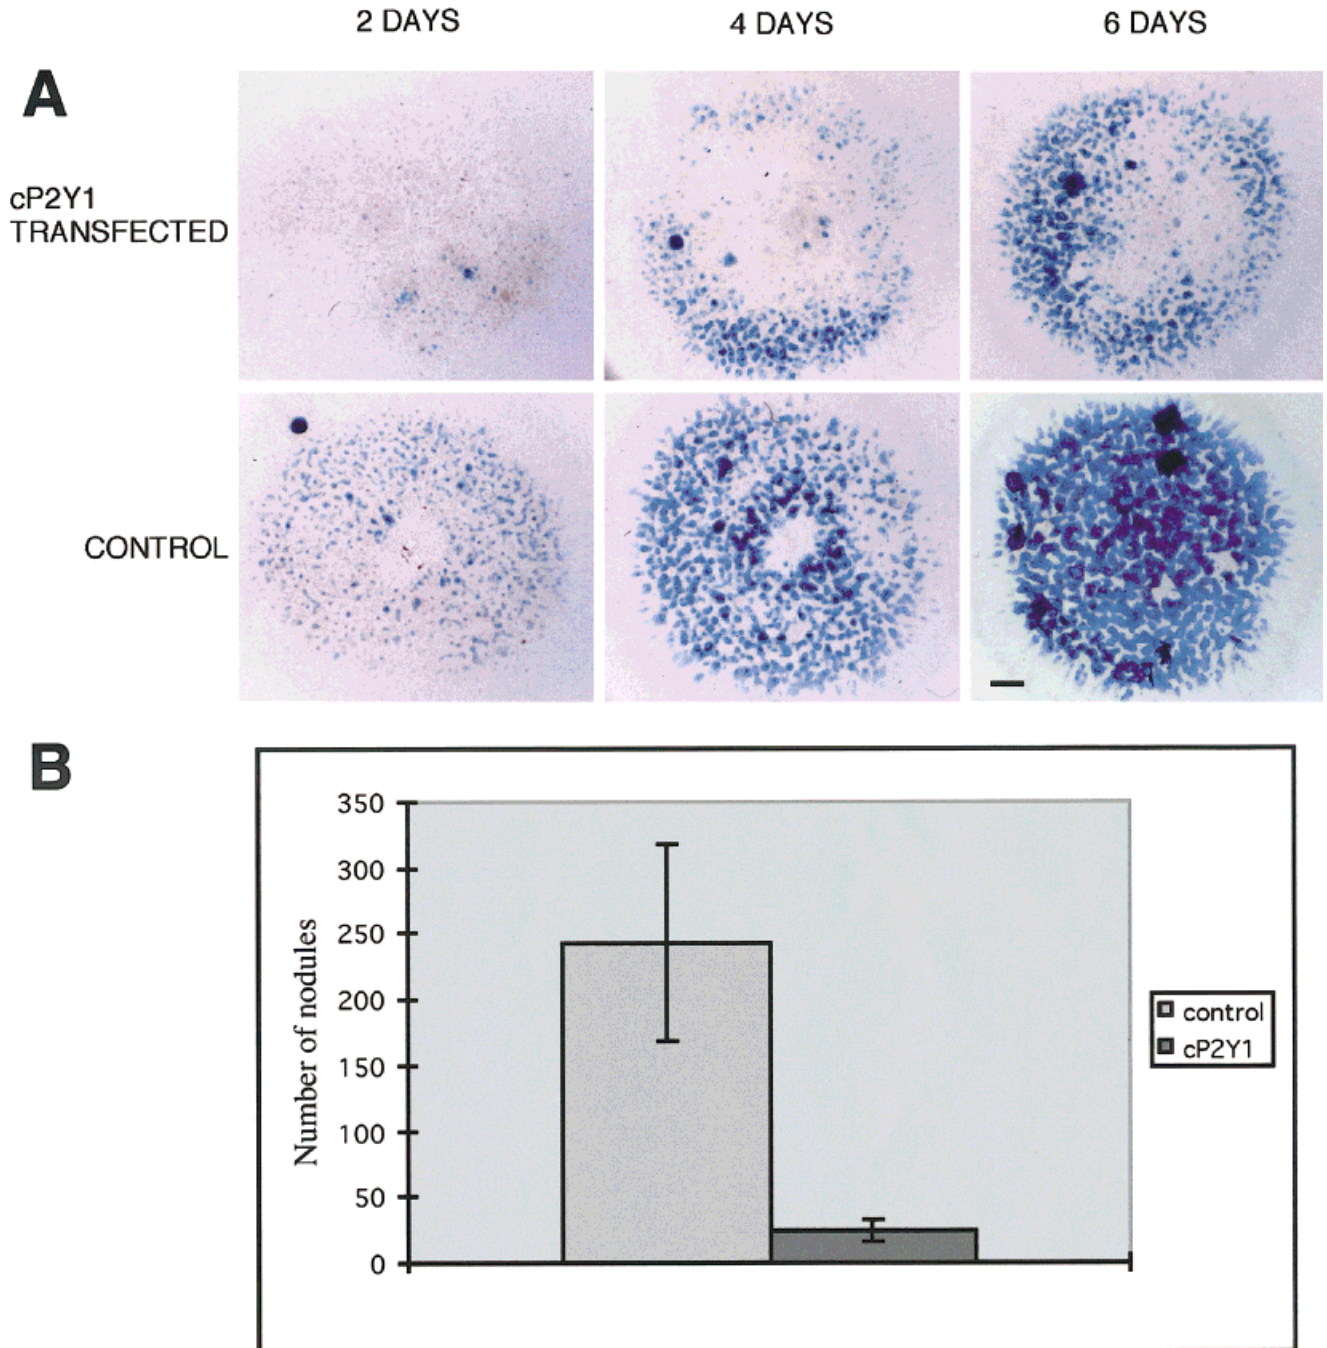 2 DAYS
4 DAYS
6 DAYS
A
cP2Y1
TRANSFECTED
CONTROL
B
350
300
250
200
150
100
50
0
Number of nodules
control
cP2Y1